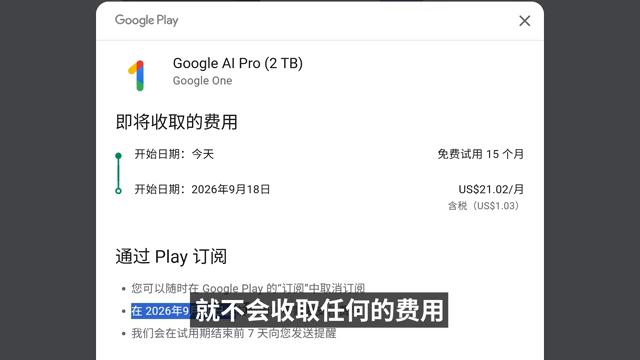 Google Play
Google AI Pro (2 TB)
Google One
即将收取的费用
开始日期：今天
免费试用 15 个月
开始日期：2026年9月18日
US$21.02/月
含税（US$1.03）
通过 Play 订阅
您可以随时在 Google Play 的“订阅”中取消订阅
在 2026年9
就不会收取任何的费用
我们会在试用期结束前 7 天向您发送提醒